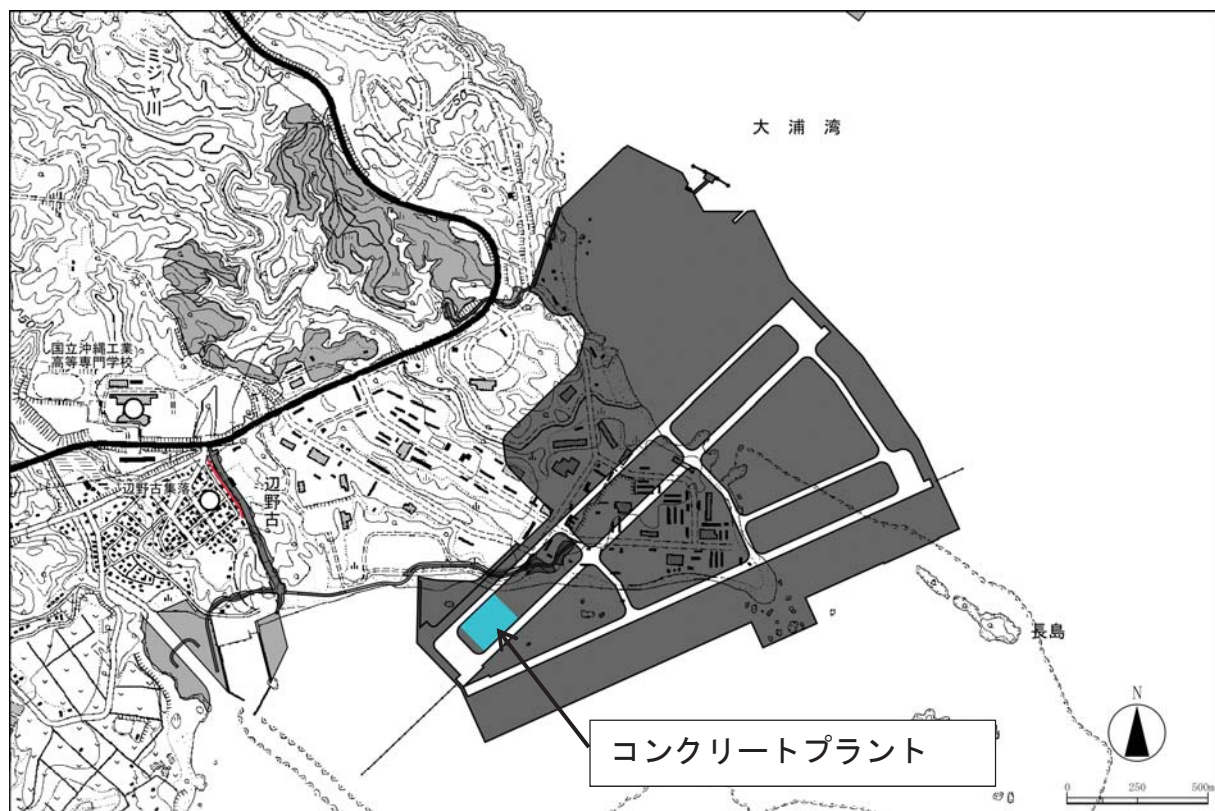 ミジャ川
50
大浦湾
50
国立沖縄工業
高等専門学校
辺野古集落
辺野古
長島
N
コンクリートプラント
0 250 500m